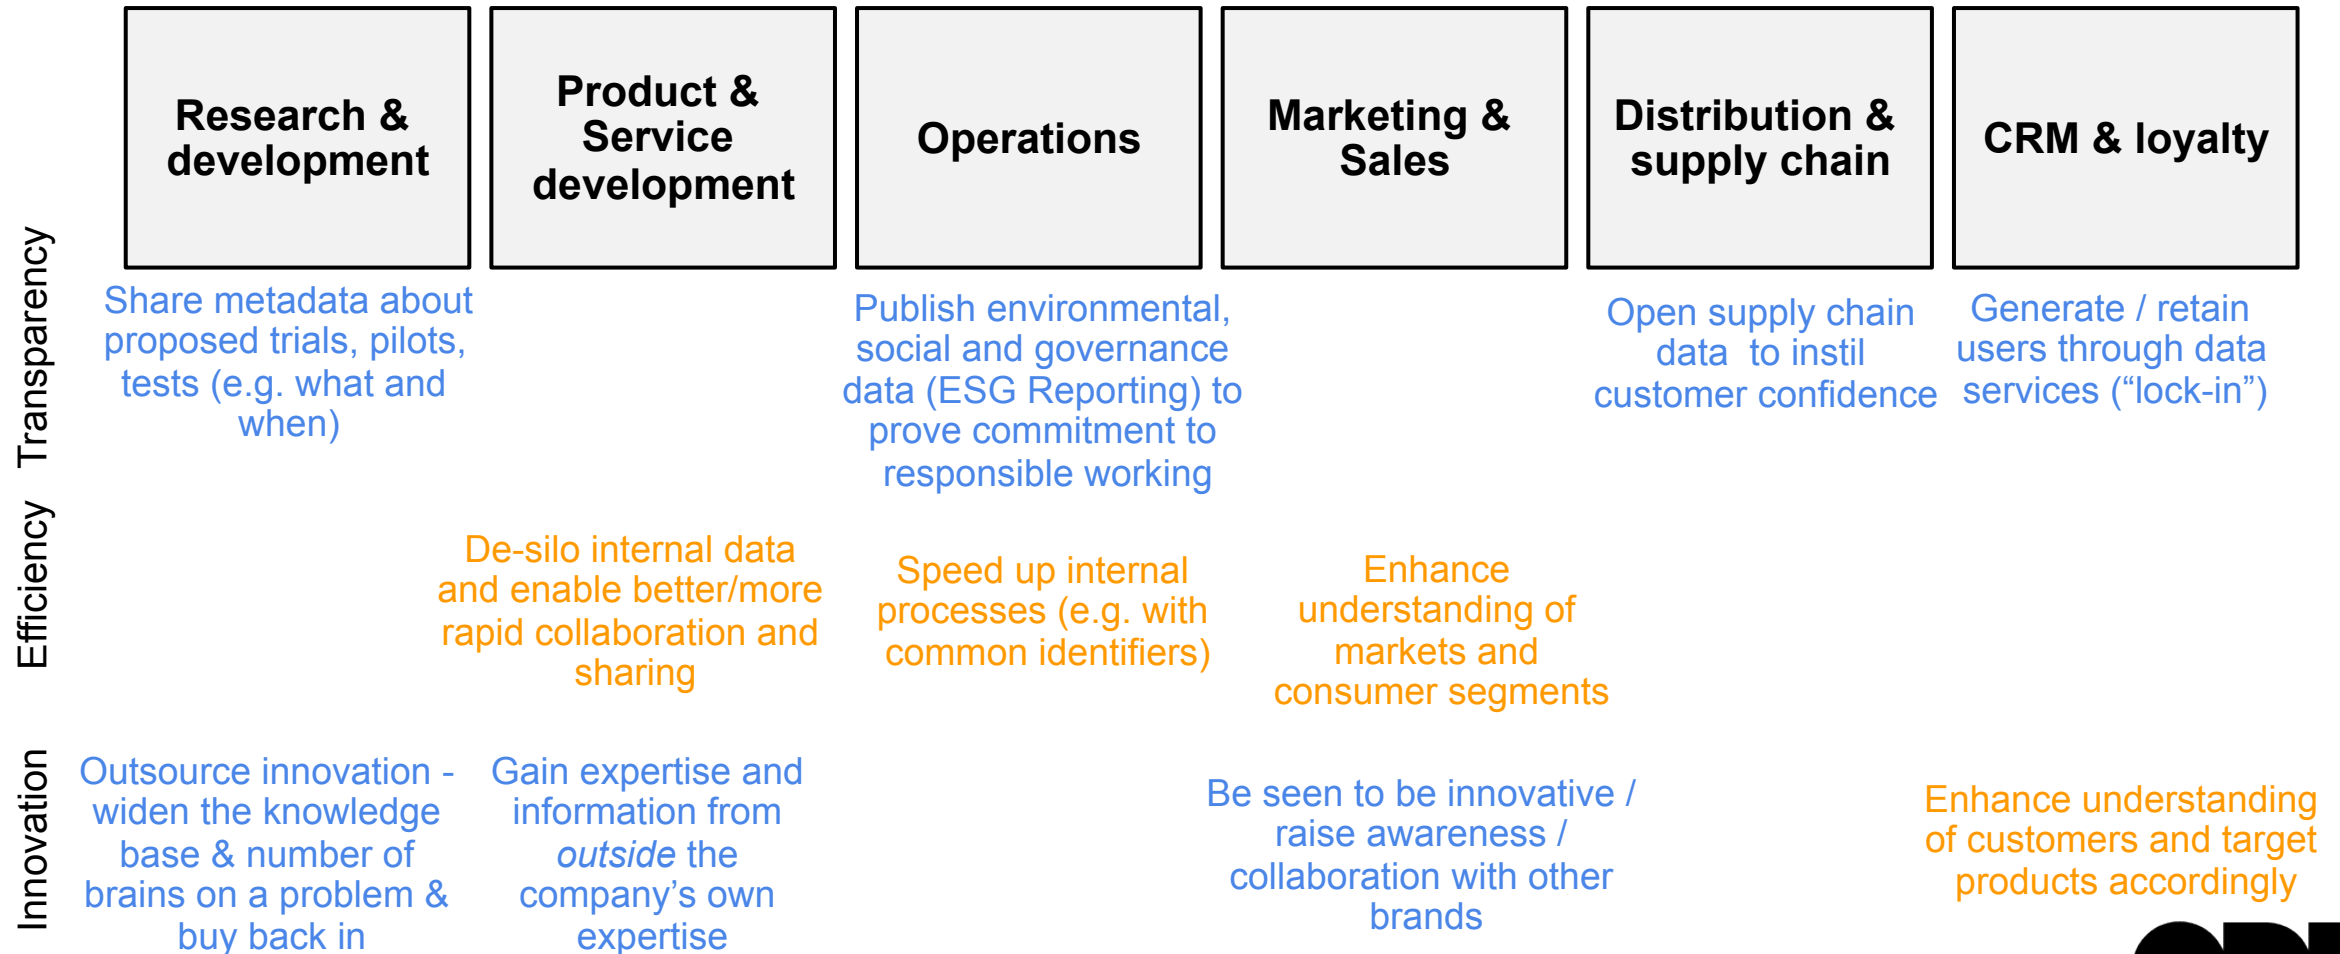 Research &
development
Product &
Service
development
Operations
Marketing &
Sales
Distribution &
supply chain
CRM & loyalty
Transparency
Share metadata about
proposed trials, pilots,
tests (e.g. what and
when)
Publish environmental,
social and governance
data (ESG Reporting) to
prove commitment to
responsible working
Open supply chain
data  to instil
customer confidence
Generate / retain
users through data
services (“lock-in”)
Efficiency
De-silo internal data
and enable better/more
rapid collaboration and
sharing
Speed up internal
processes (e.g. with
common identifiers)
Enhance
understanding of
markets and
consumer segments
Innovation
Outsource innovation -
widen the knowledge
base & number of
brains on a problem &
buy back in
Gain expertise and
information from
outside the
company’s own
expertise
Be seen to be innovative /
raise awareness /
collaboration with other
brands
Enhance understanding
of customers and target
products accordingly